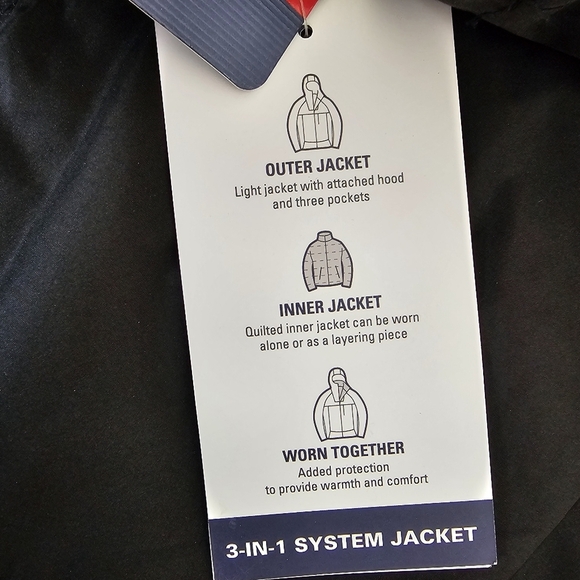 OUTER JACKET
Light jacket with attached hood
and three pockets
INNER JACKET
Quilted inner jacket can be worn
alone or as a layering piece
WORN TOGETHER
Added protection
to provide warmth and comfort
3-IN-1 SYSTEM JACKET